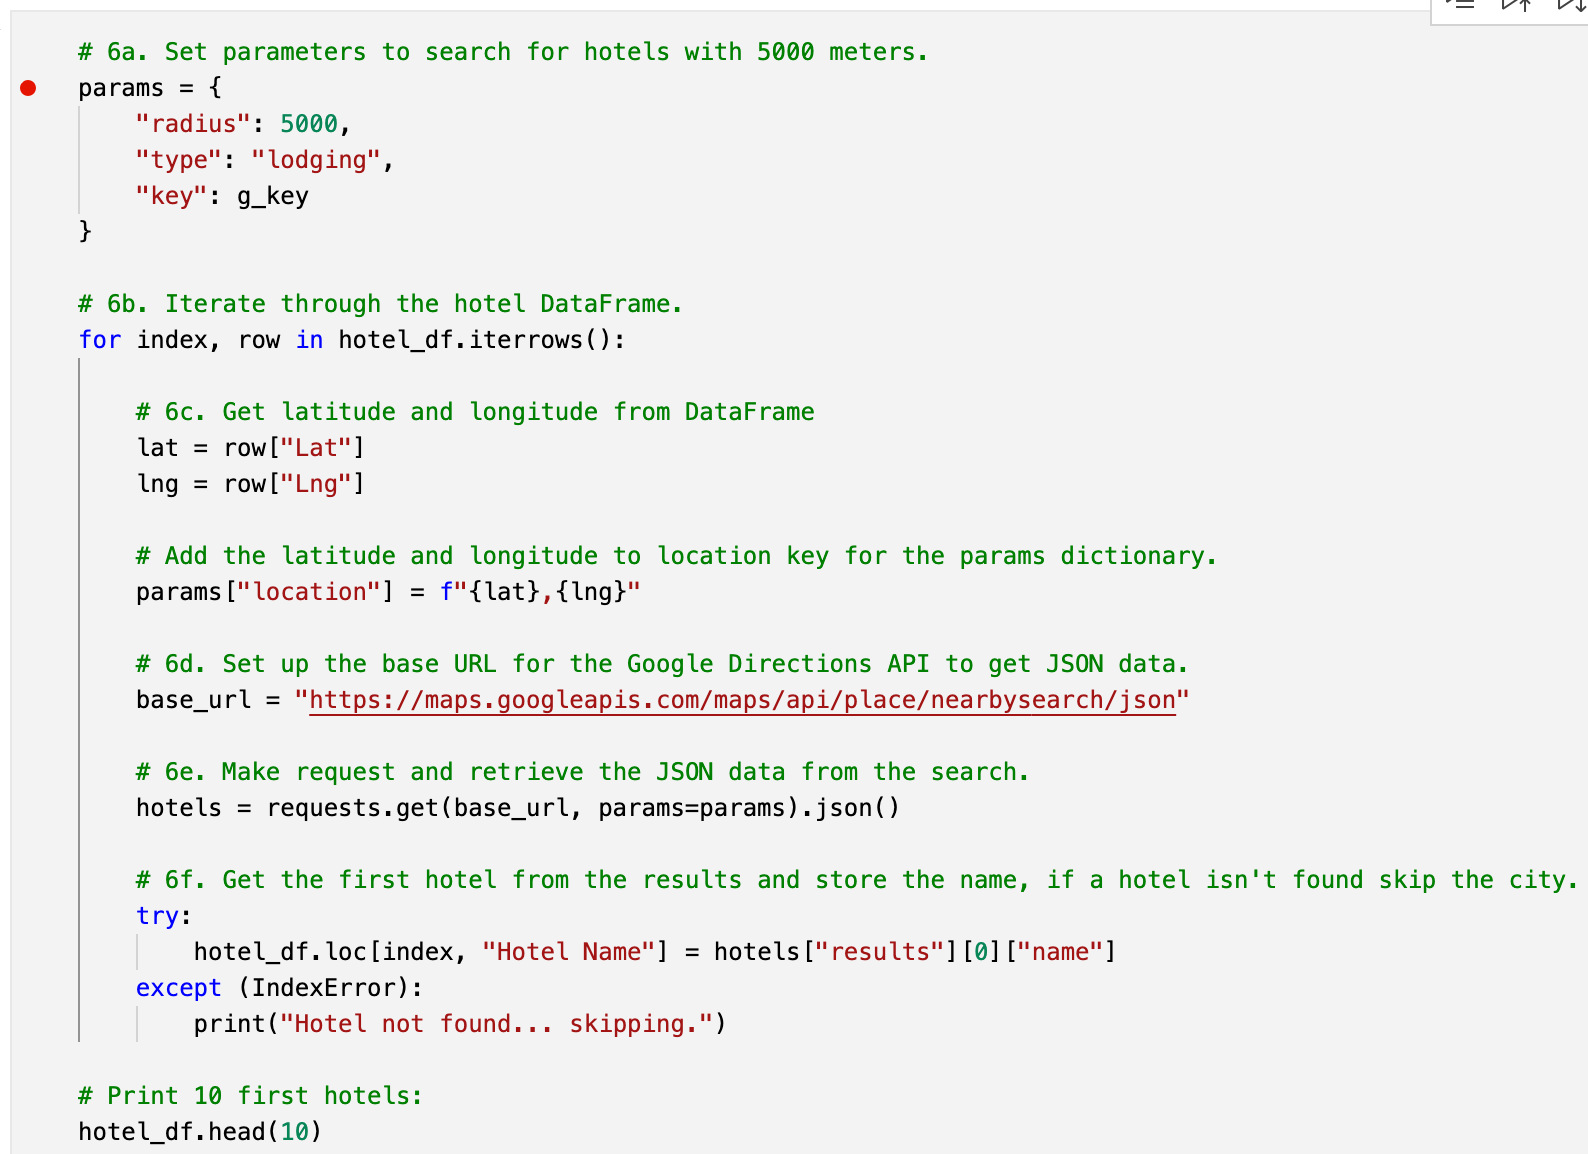 # 6a. Set parameters to search for hotels with 5000 meters.
params = {
    "radius": 5000,
    "type": "lodging",
    "key": g_key
}
# 6b. Iterate through the hotel DataFrame.
for index, row in hotel_df.iterrows():
    # 6c. Get latitude and longitude from DataFrame
    lat = row["Lat"]
    lng = row["Lng"]
    # Add the latitude and longitude to location key for the params dictionary.
    params["location"] = f"{lat},{lng}"
    # 6d. Set up the base URL for the Google Directions API to get JSON data.
    base_url = "https://maps.googleapis.com/maps/api/place/nearbysearch/json"
    # 6e. Make request and retrieve the JSON data from the search.
    hotels = requests.get(base_url, params=params).json()
    # 6f. Get the first hotel from the results and store the name, if a hotel isn't found skip the city.
    try:
        hotel_df.loc[index, "Hotel Name"] = hotels["results"][0]["name"]
    except (IndexError):
        print("Hotel not found... skipping.")
# Print 10 first hotels:
hotel_df.head(10)